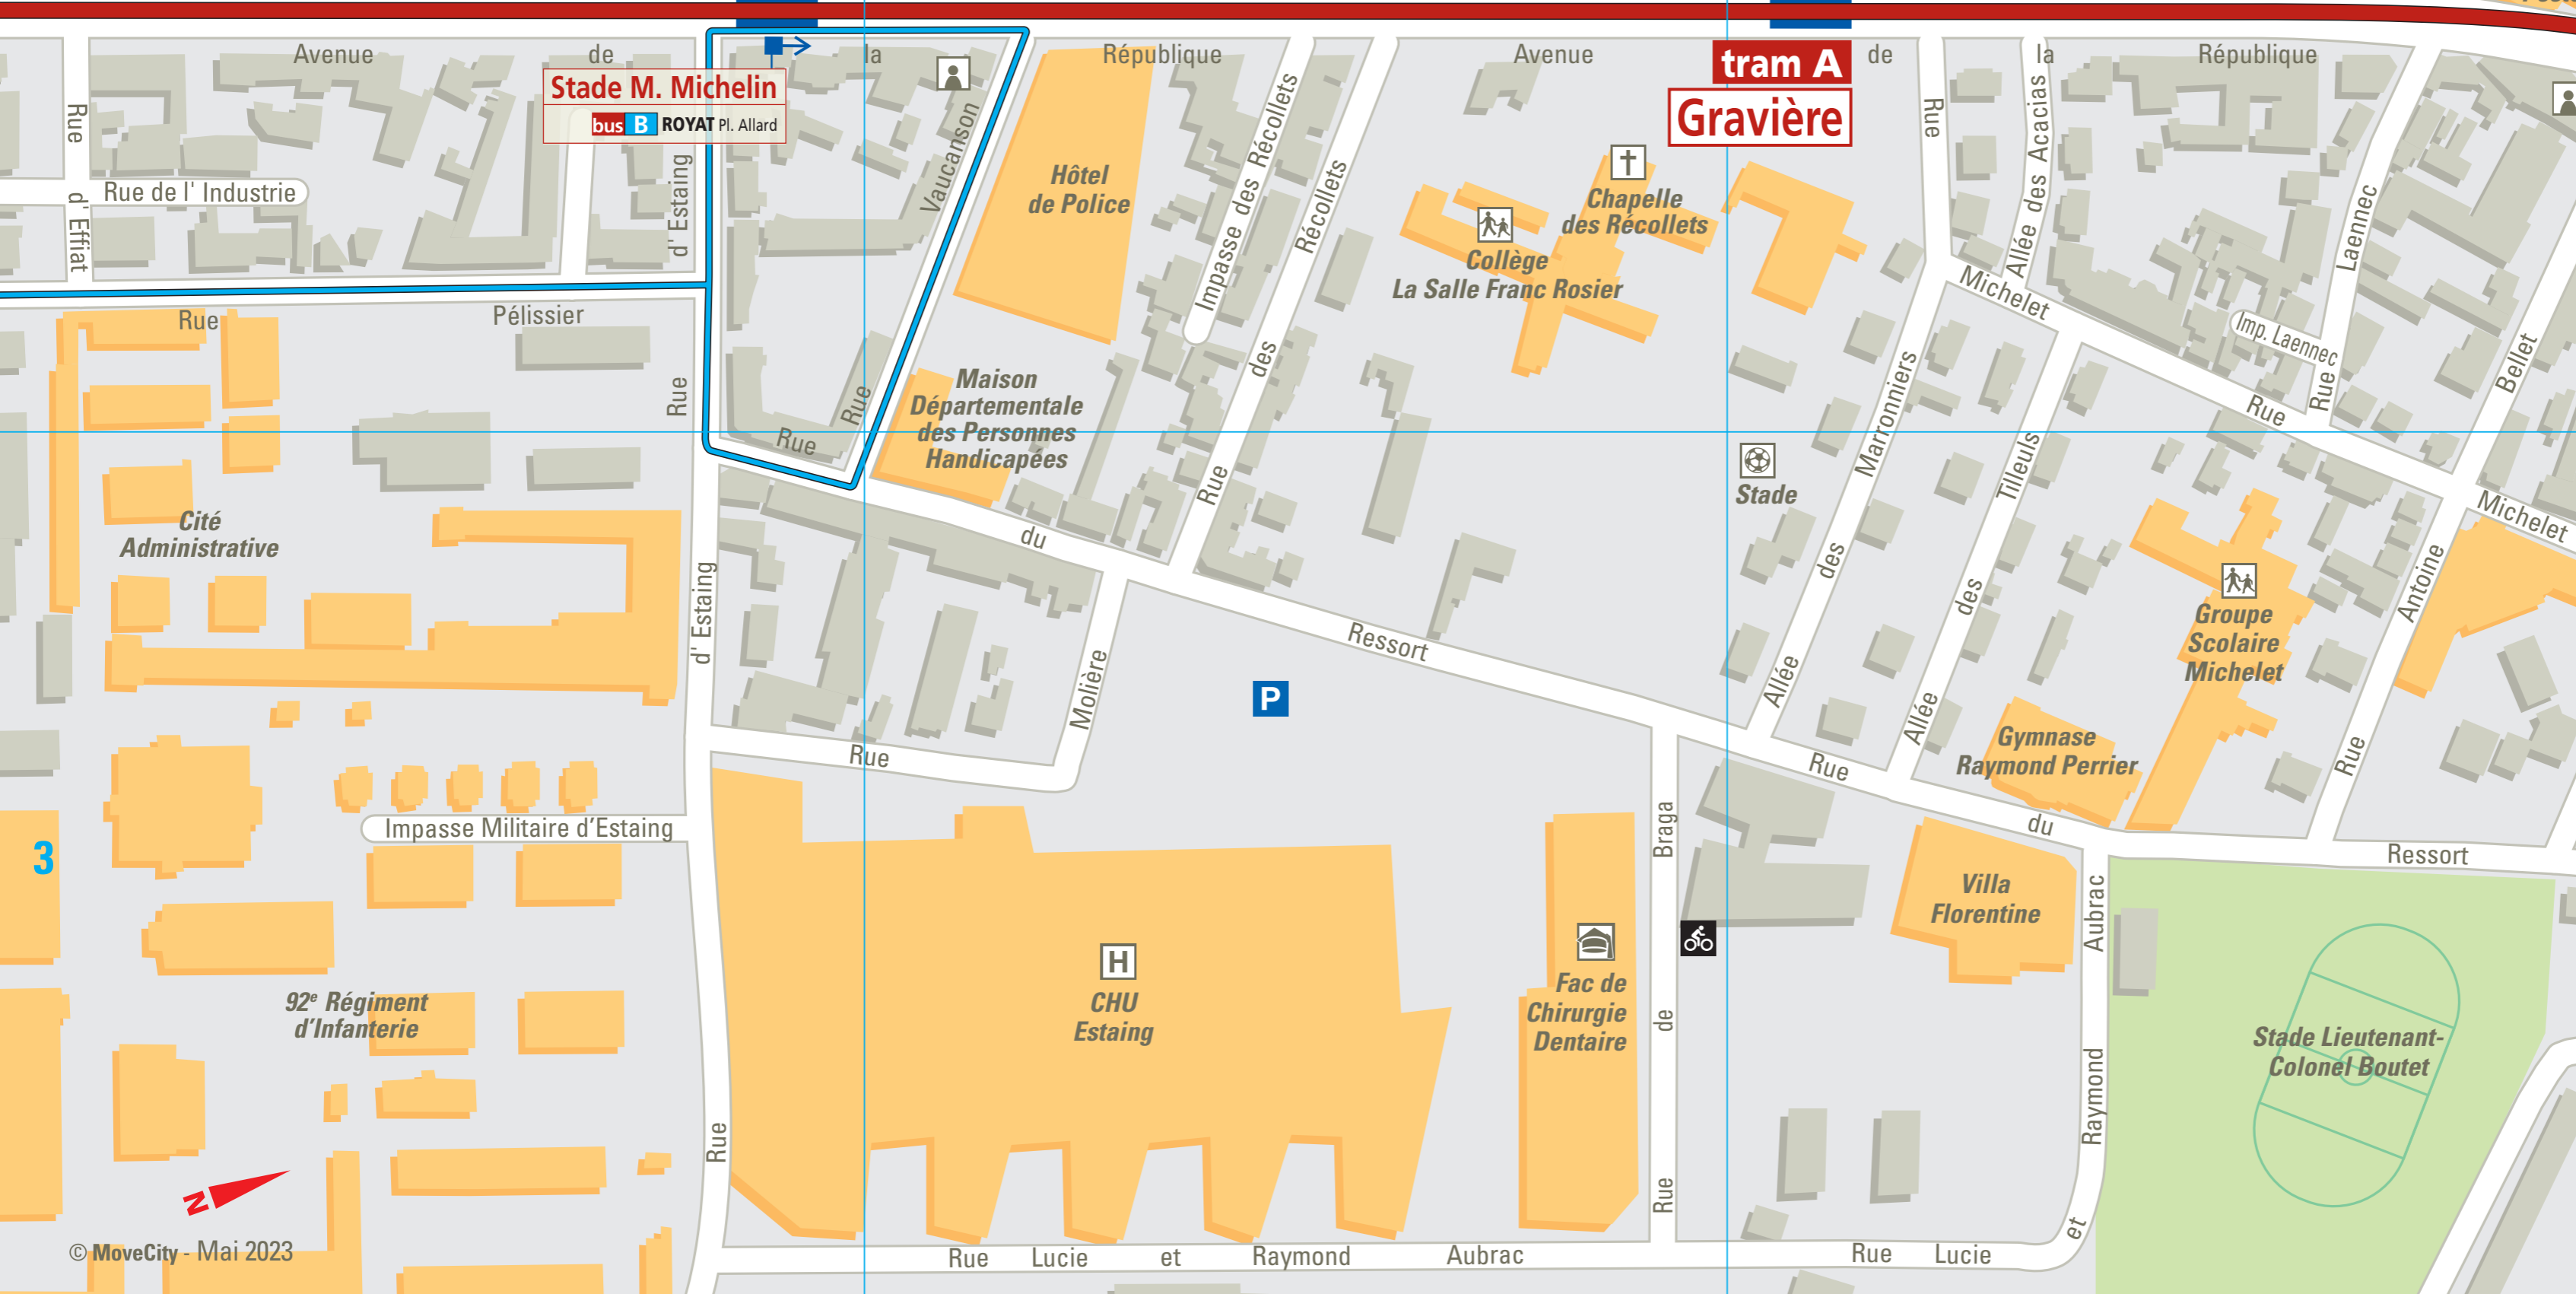 Avenue de la République Avenue de la République
Stade M. Michelin
bus B ROYAT Pl. Allard
tram A
Gravière
Rue d'Effiat
Rue de l'Industrie
Rue d'Estaing
Rue Vaucanson
Hôtel
de Police
Impasse des Récollets
Rue des Récollets
Chapelle
des Récollets
Collège
La Salle Franc Rosier
Rue Michelet
Allée des Acacias
Rue Laennec
Imp. Laennec
Rue Antoine Bellet
Rue Michelet
Rue Pélissier
Maison
Départementale
des Personnes
Handicapées
Stade
Allée des Marronniers
Allée des Tilleuls
Cité
Administrative
Rue du Ressort
Rue d'Estaing
Rue Molière
P
Groupe
Scolaire
Michelet
Gymnase
Raymond Perrier
Rue du Ressort
Impasse Militaire d'Estaing
3
Rue de Braga
Villa
Florentine
H
CHU
Estaing
Fac de
Chirurgie
Dentaire
92e Régiment
d'Infanterie
Stade Lieutenant-
Colonel Boutet
N
© MoveCity - Mai 2023
Rue Lucie et Raymond Aubrac
Rue Lucie et Raymond Aubrac